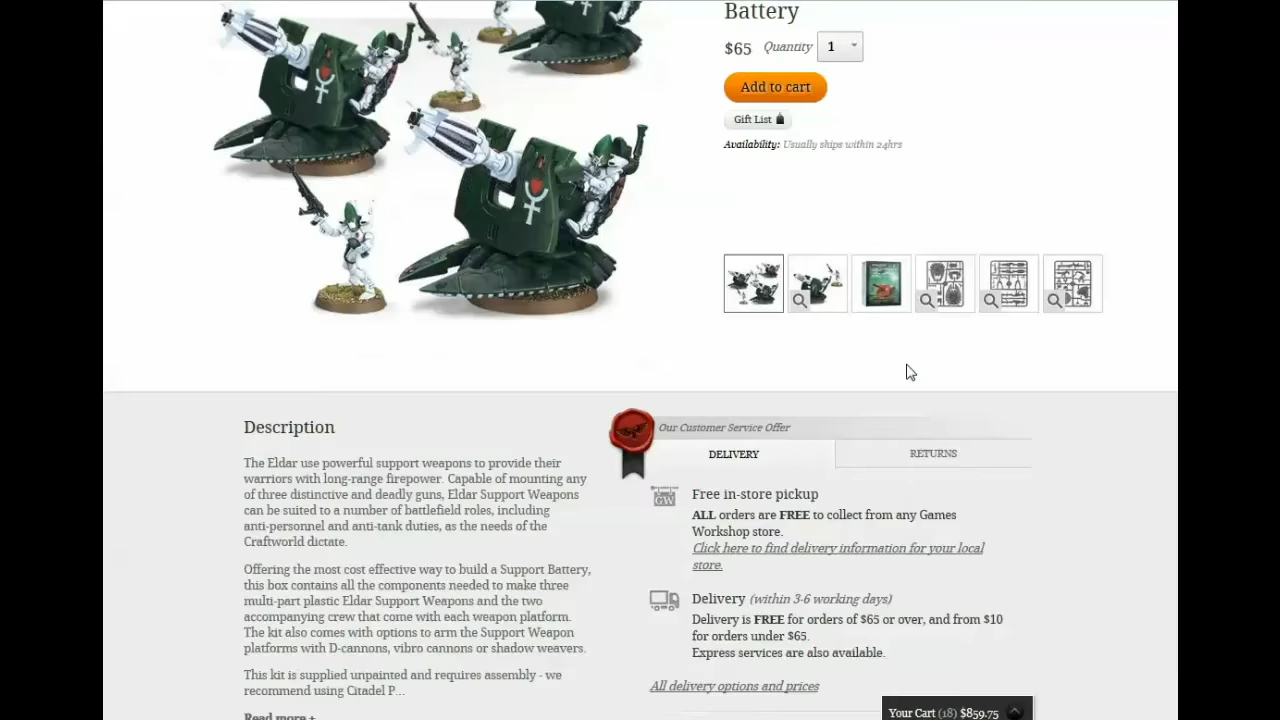 Battery
$65 Quantity 1
Add to cart
Gift List
Availability: Usually ships within 24hrs
Description
The Eldar use powerful support weapons to provide their
warriors with long-range firepower. Capable of mounting any
of three distinctive and deadly guns, Eldar Support Weapons
can be suited to a number of battlefield roles, including
anti-personnel and anti-tank duties, as the needs of the
Craftworld dictate.
Offering the most cost effective way to build a Support Battery,
this box contains all the components needed to make three
multi-part plastic Eldar Support Weapons and the two
accompanying crew that come with each weapon platform.
The kit also comes with options to arm the Support Weapon
platforms with D-cannons, vibro cannons or shadow weavers.
This kit is supplied unpainted and requires assembly - we
recommend using Citadel P...
Read more +
Our Customer Service Offer
DELIVERY
RETURNS
GW
Free in-store pickup
ALL orders are FREE to collect from any Games
Workshop store.
Click here to find delivery information for your local
store.
Delivery (within 3-6 working days)
Delivery is FREE for orders of $65 or over, and from $10
for orders under $65.
Express services are also available.
All delivery options and prices
Your Cart (18) $859.75